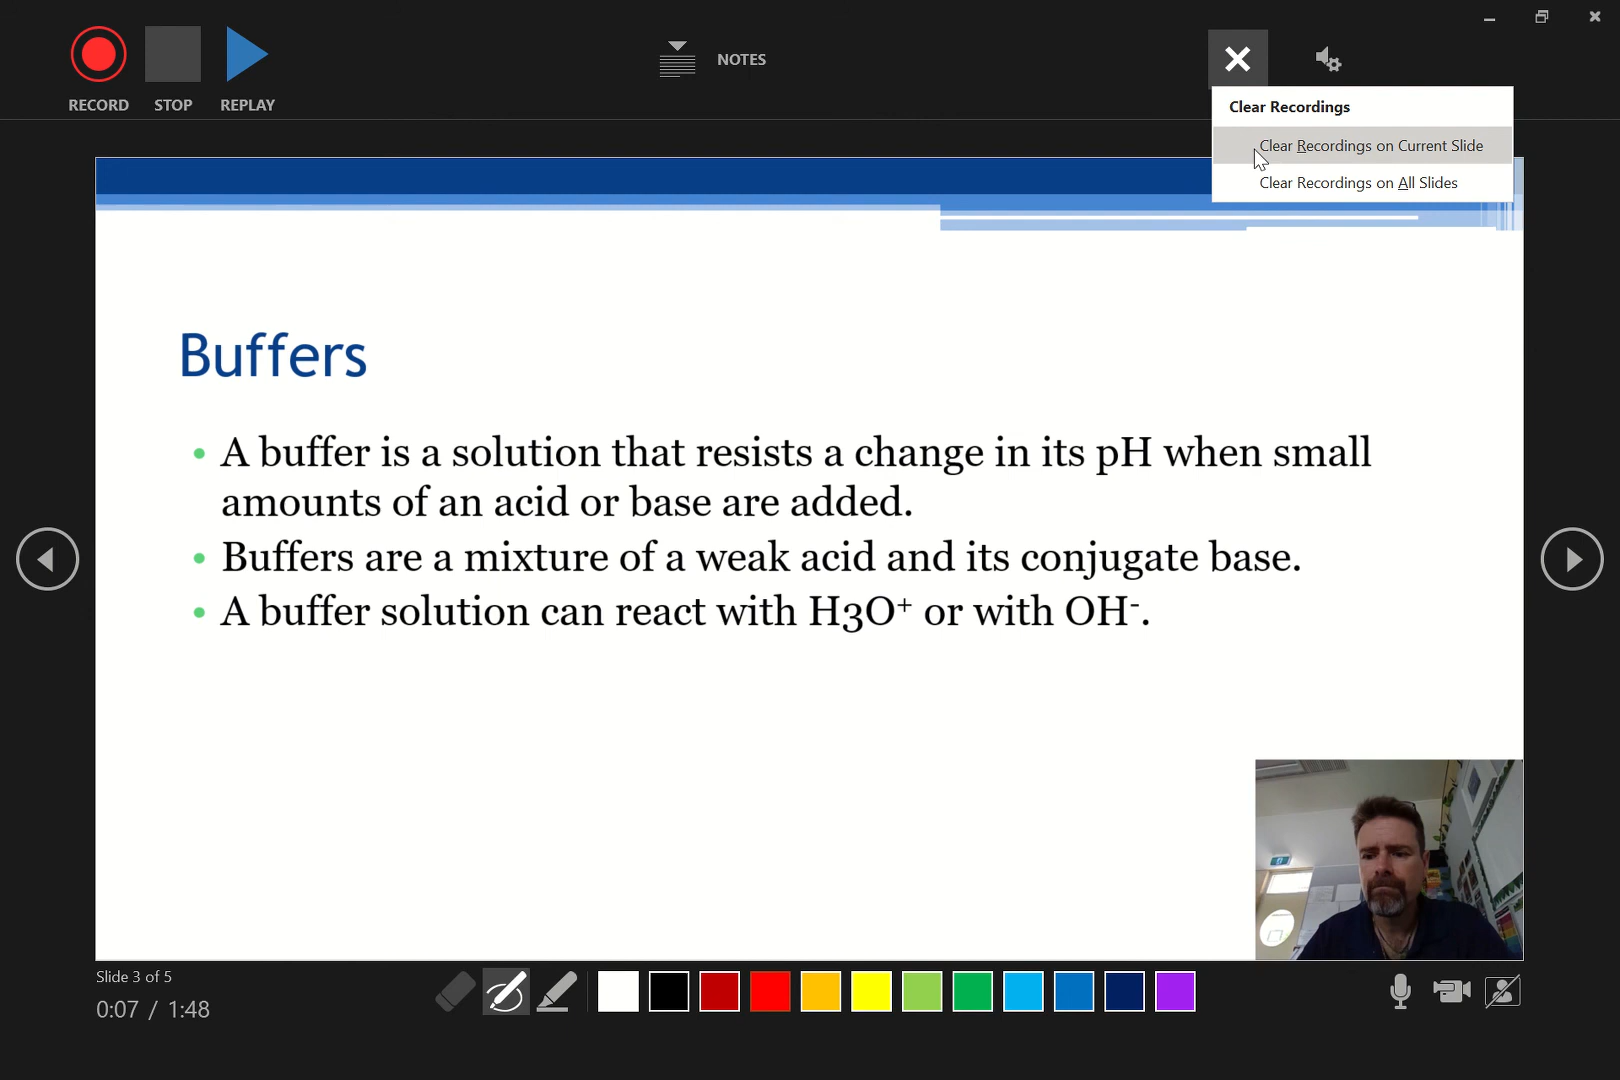 RECORD STOP REPLAY
NOTES
Clear Recordings
Clear Recordings on Current Slide
Clear Recordings on All Slides
Buffers
• A buffer is a solution that resists a change in its pH when small
amounts of an acid or base are added.
• Buffers are a mixture of a weak acid and its conjugate base.
• A buffer solution can react with H3O⁺ or with OH⁻.
Slide 3 of 5
0:07 / 1:48